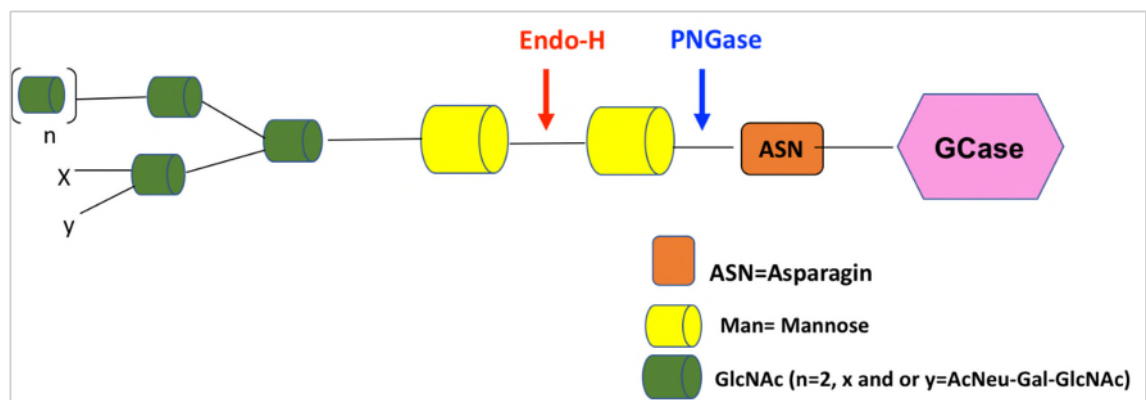 Endo-H PNGase
n
X
y
ASN
GCase
ASN=Asparagin
Man= Mannose
GlcNAc (n=2, x and or y=AcNeu-Gal-GlcNAc)